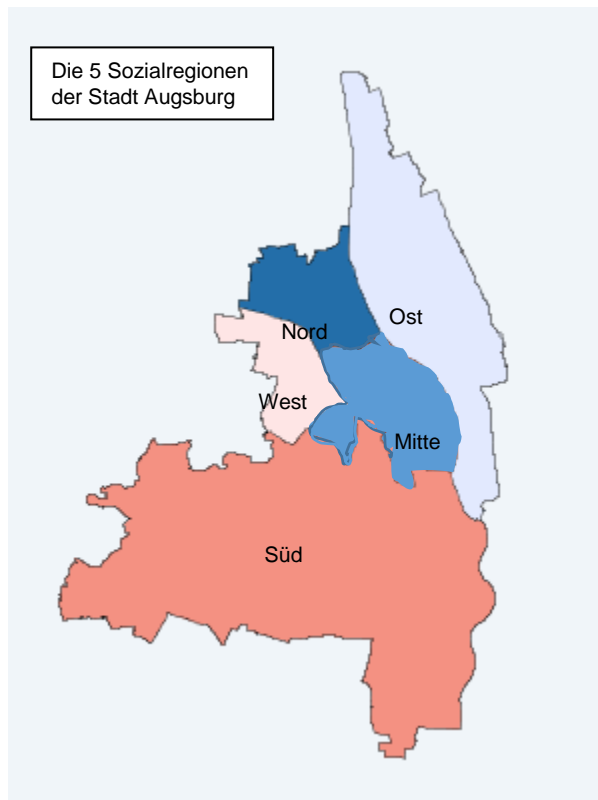 Die 5 Sozialregionen
der Stadt Augsburg
Ost
Nord
West
Mitte
Süd